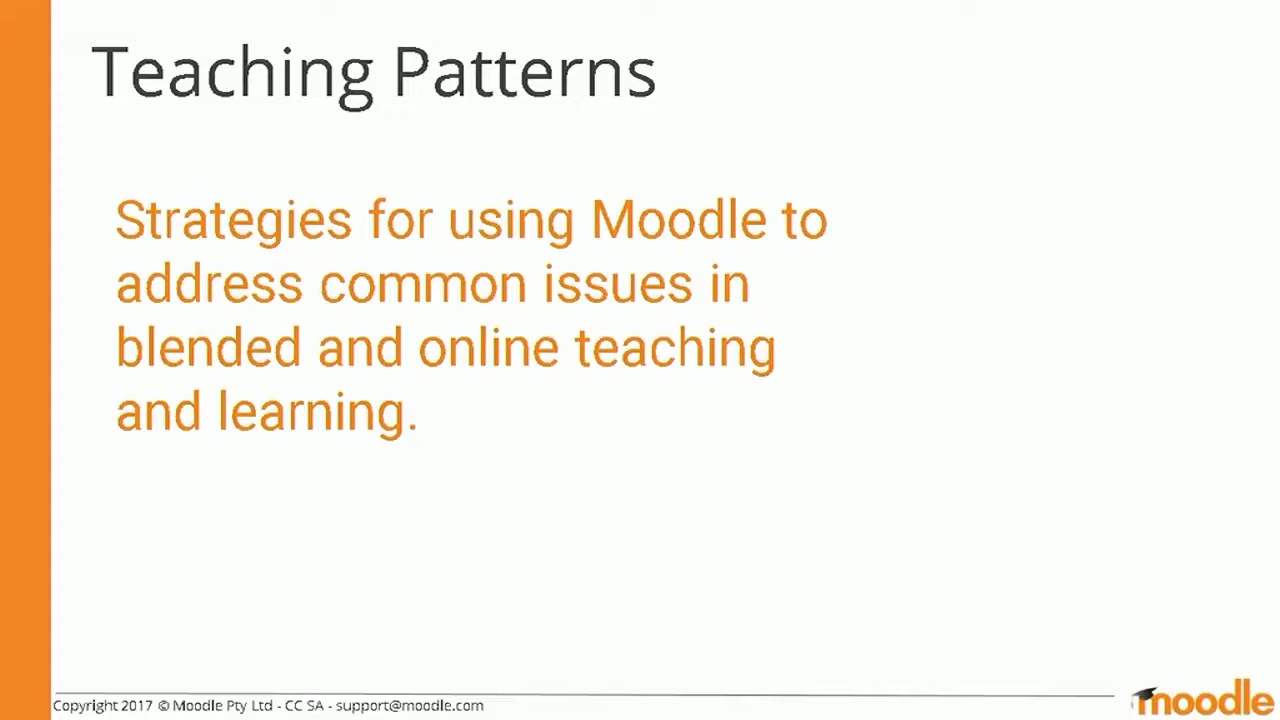 Teaching Patterns
Strategies for using Moodle to
address common issues in
blended and online teaching
and learning.
Copyright 2017 © Moodle Pty Ltd - CC SA - support@moodle.com
moodle